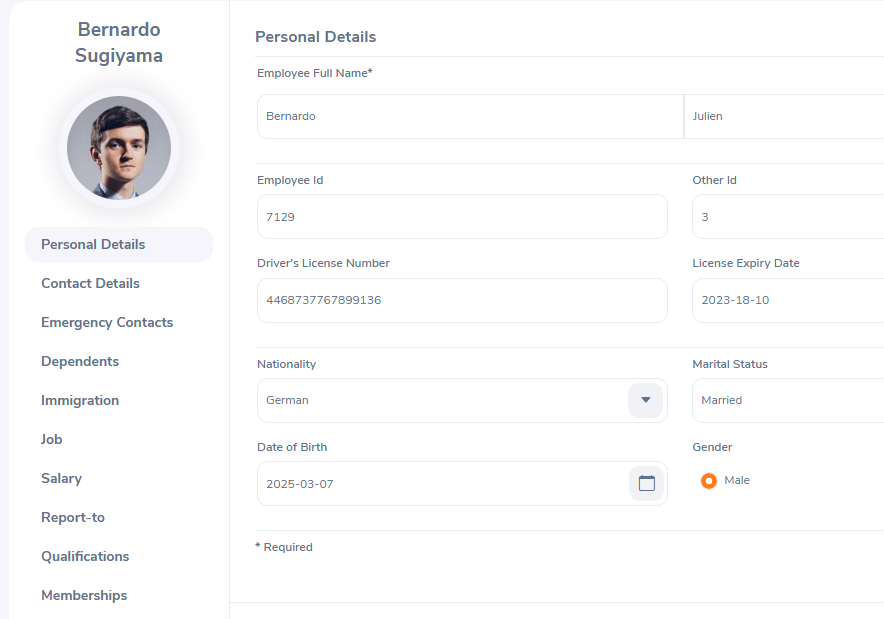 Bernardo
Sugiyama
Personal Details
Contact Details
Emergency Contacts
Dependents
Immigration
Job
Salary
Report-to
Qualifications
Memberships
Personal Details
Employee Full Name*
Bernardo Julien
Employee Id Other Id
7129 3
Driver's License Number License Expiry Date
4468737767899136 2023-18-10
Nationality Marital Status
German Married
Date of Birth Gender
2025-03-07 Male
* Required